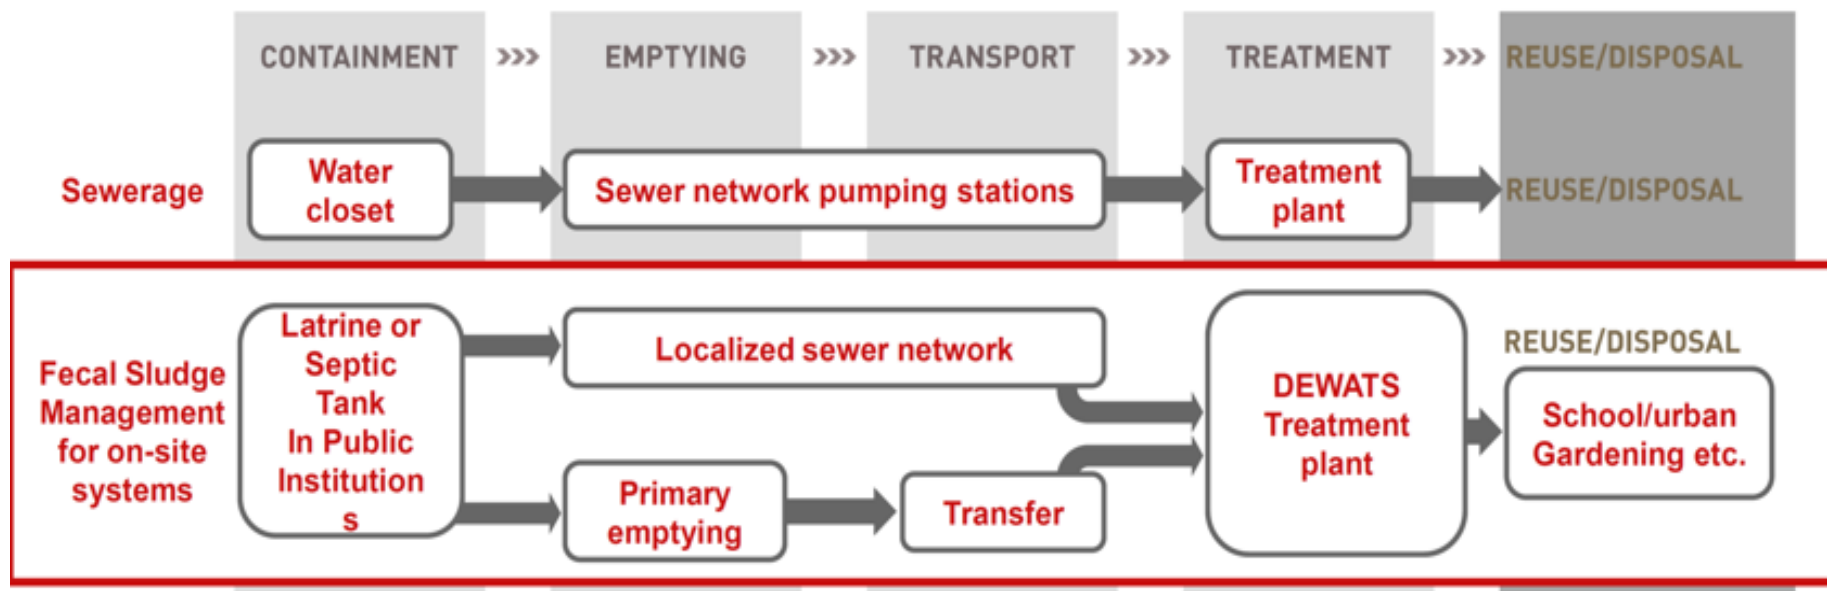 CONTAINMENT >>> EMPTYING >>> TRANSPORT >>> TREATMENT >>> REUSE/DISPOSAL
Sewerage
Water
closet
Sewer network pumping stations
Treatment
plant
REUSE/DISPOSAL
Fecal Sludge
Management
for on-site
systems
Latrine or
Septic
Tank
In Public
Institution
s
Localized sewer network
Primary
emptying
Transfer
DEWATS
Treatment
plant
REUSE/DISPOSAL
School/urban
Gardening etc.